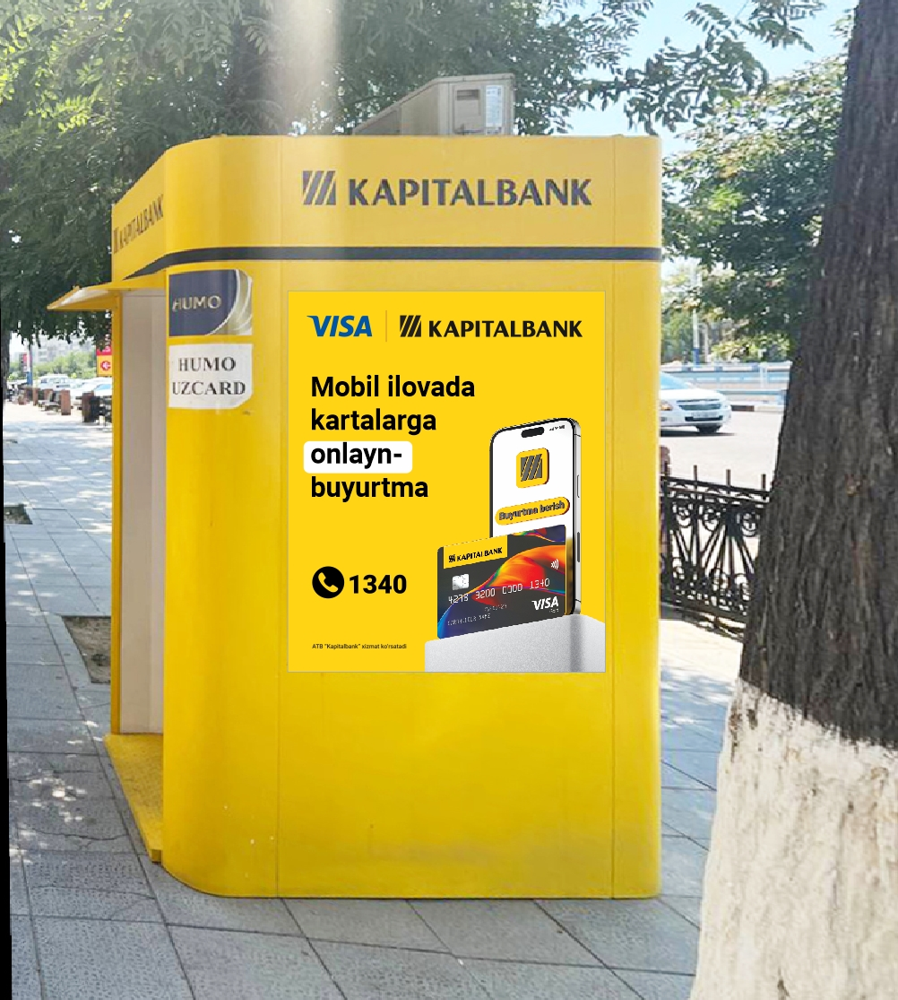 KAPITALBANK
KAPITALBANK
HUMO
HUMO
UZCARD
VISA KAPITALBANK
Mobil ilovada
kartalarga
onlayn-
buyurtma
Buyurtma berish
KAPITALBANK
4278 3200 0000 1340
VISA
1340
ATB "Kapitalbank" xizmat ko'rsatadi